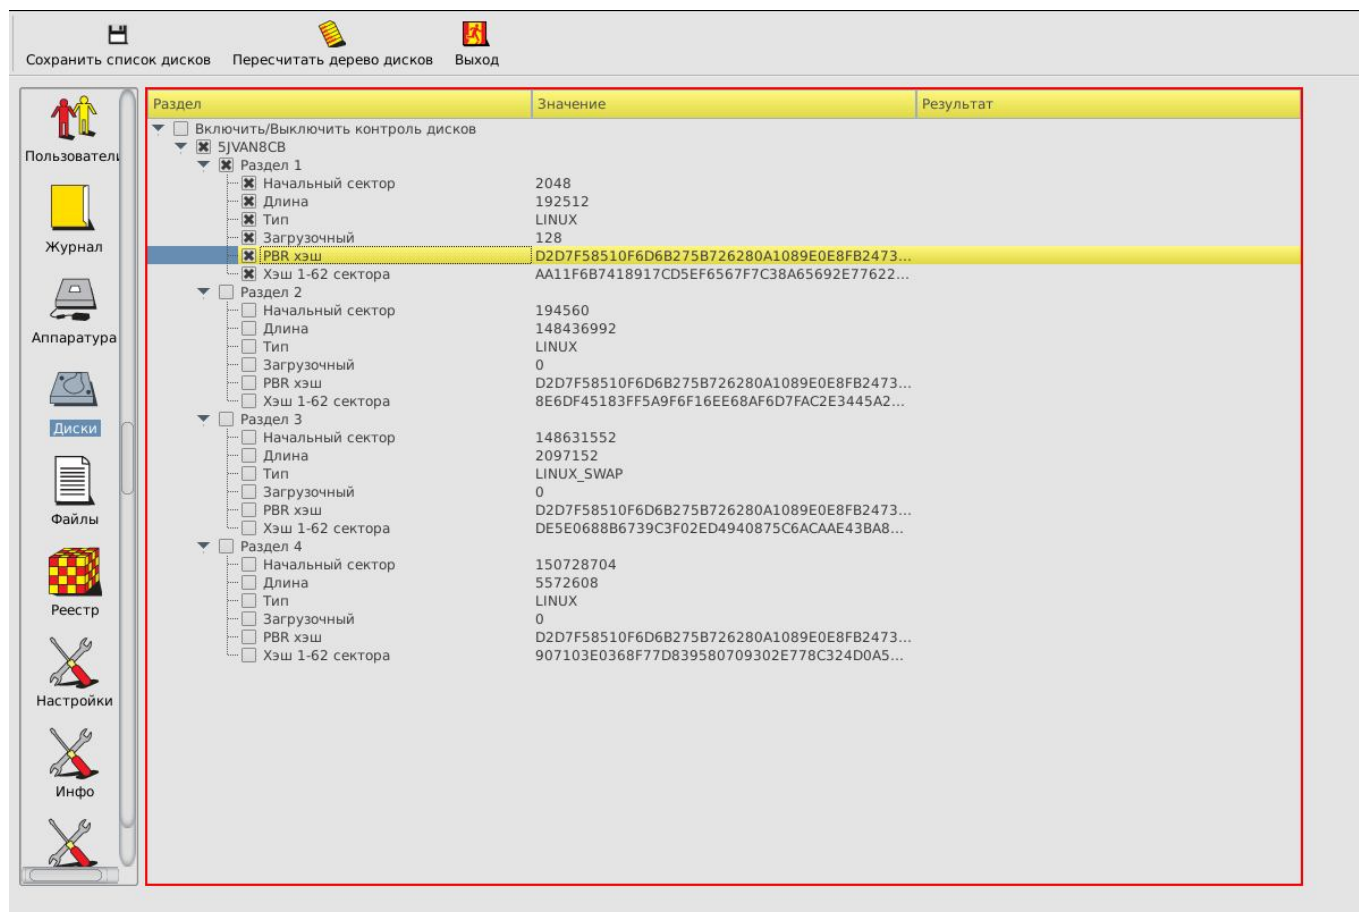 Сохранить список дисков Пересчитать дерево дисков Выход
Пользователи
Журнал
Аппаратура
Диски
Файлы
Реестр
Настройки
Инфо
Раздел Значение Результат
Включить/Выключить контроль дисков
5JVAN8CB
Раздел 1
Начальный сектор 2048
Длина 192512
Тип LINUX
Загрузочный 128
PBR хэш D2D7F58510F6D6B275B726280A1089E0E8FB2473...
Хэш 1-62 сектора AA11F6B7418917CD5EF6567F7C38A65692E77622...
Раздел 2
Начальный сектор 194560
Длина 148436992
Тип LINUX
Загрузочный 0
PBR хэш D2D7F58510F6D6B275B726280A1089E0E8FB2473...
Хэш 1-62 сектора 8E6DF45183FF5A9F6F16EE68AF6D7FAC2E3445A2...
Раздел 3
Начальный сектор 148631552
Длина 2097152
Тип LINUX_SWAP
Загрузочный 0
PBR хэш D2D7F58510F6D6B275B726280A1089E0E8FB2473...
Хэш 1-62 сектора DE5E0688B6739C3F02ED4940875C6ACAAE43BA8...
Раздел 4
Начальный сектор 150728704
Длина 5572608
Тип LINUX
Загрузочный 0
PBR хэш D2D7F58510F6D6B275B726280A1089E0E8FB2473...
Хэш 1-62 сектора 907103E0368F77D839580709302E778C324D0A5...